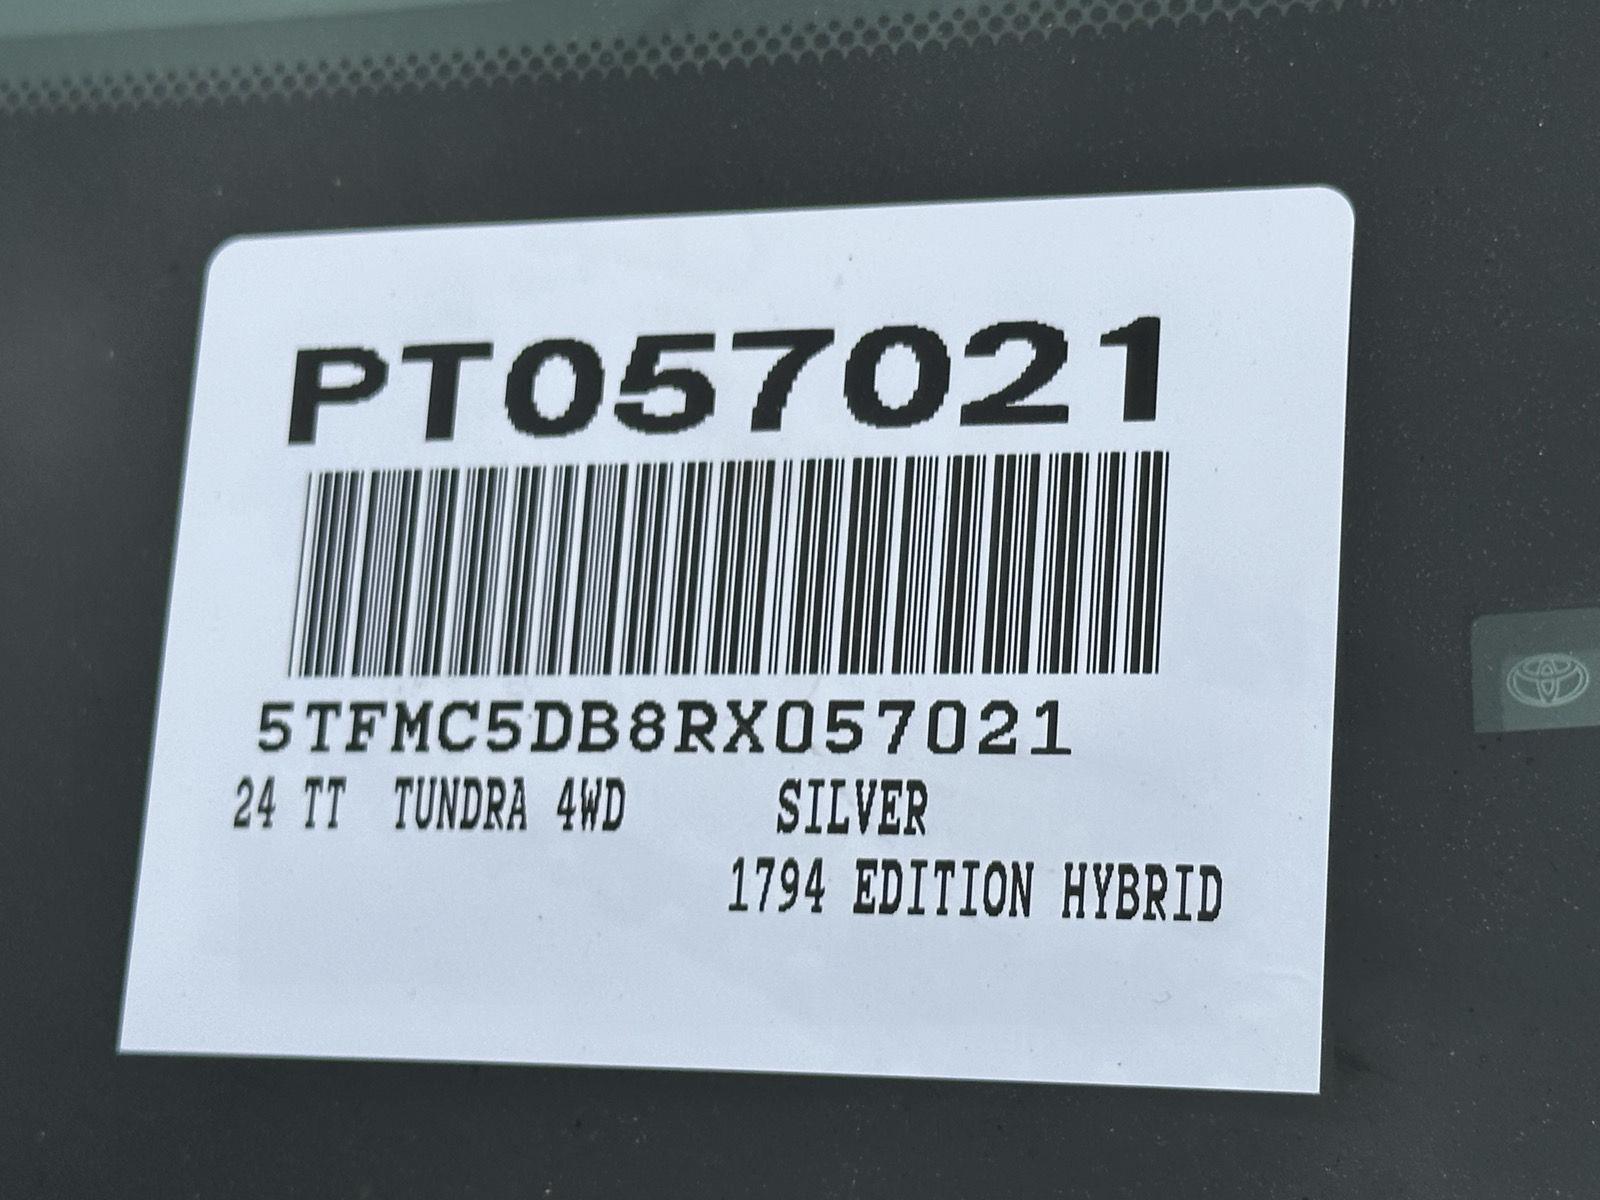 PT057021
5TFMC5DB8RX057021
24 TT TUNDRA 4WD SILVER
1794 EDITION HYBRID